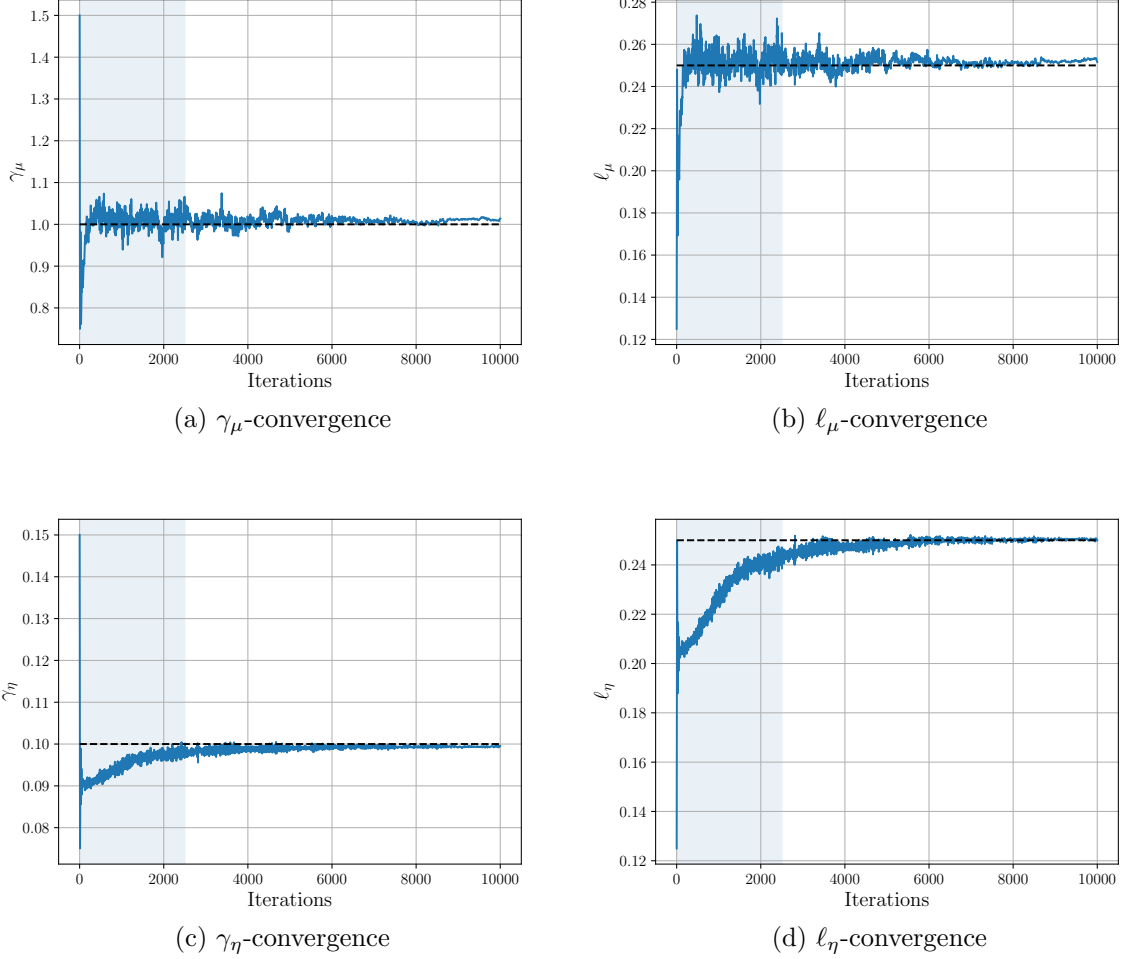 1.5
1.4
1.3
1.2
1.1
1.0
0.9
0.8
γμ
0 2000 4000 6000 8000 10000
Iterations
(a) γμ-convergence
0.28
0.26
0.24
0.22
0.20
0.18
0.16
0.14
0.12
ℓμ
0 2000 4000 6000 8000 10000
Iterations
(b) ℓμ-convergence
0.15
0.14
0.13
0.12
0.11
0.10
0.09
0.08
γη
0 2000 4000 6000 8000 10000
Iterations
(c) γη-convergence
0.24
0.22
0.20
0.18
0.16
0.14
0.12
ℓη
0 2000 4000 6000 8000 10000
Iterations
(d) ℓη-convergence